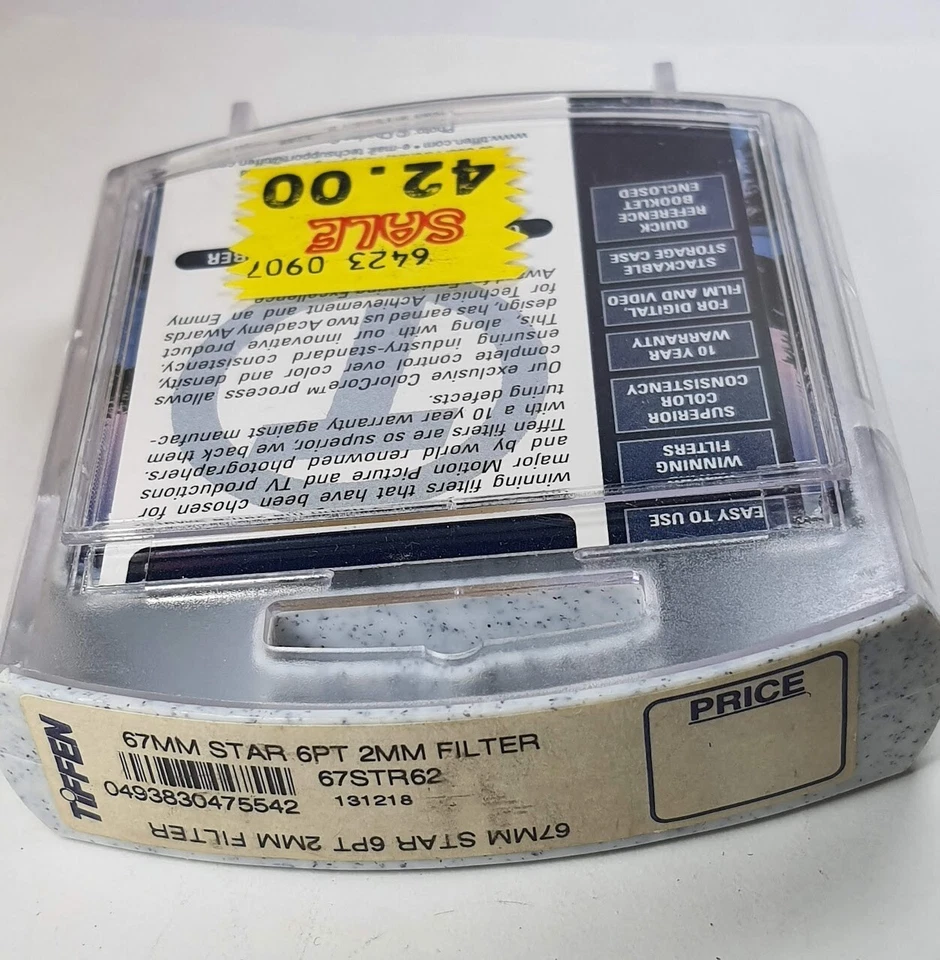 TIFFEN
67MM STAR 6PT 2MM FILTER
67STR62
0493830475542
131218
67MM STAR 6PT 2MM FILTER
PRICE
EASY TO USE
WINNING
FILTERS
SUPERIOR
COLOR
CONSISTENCY
10 YEAR
WARRANTY
FOR DIGITAL,
FILM AND VIDEO
STACKABLE
STORAGE CASE
QUICK
REFERENCE
BOOKLET
ENCLOSED
winning filters that have been chosen for
major Motion Picture and TV productions
and by world renowned photographers.
Tiffen filters are so superior, we back them
with a 10 year warranty against manufac-
turing defects.
Our exclusive ColorCore™ process allows
complete control over color and density,
ensuring industry-standard consistency.
This, along with our innovative product
design, has earned us two Academy Awards
for Technical Achievement and an Emmy
6423 0907
SALE
42.00
www.tiffen.com • e-mail: techsupport@tiffen